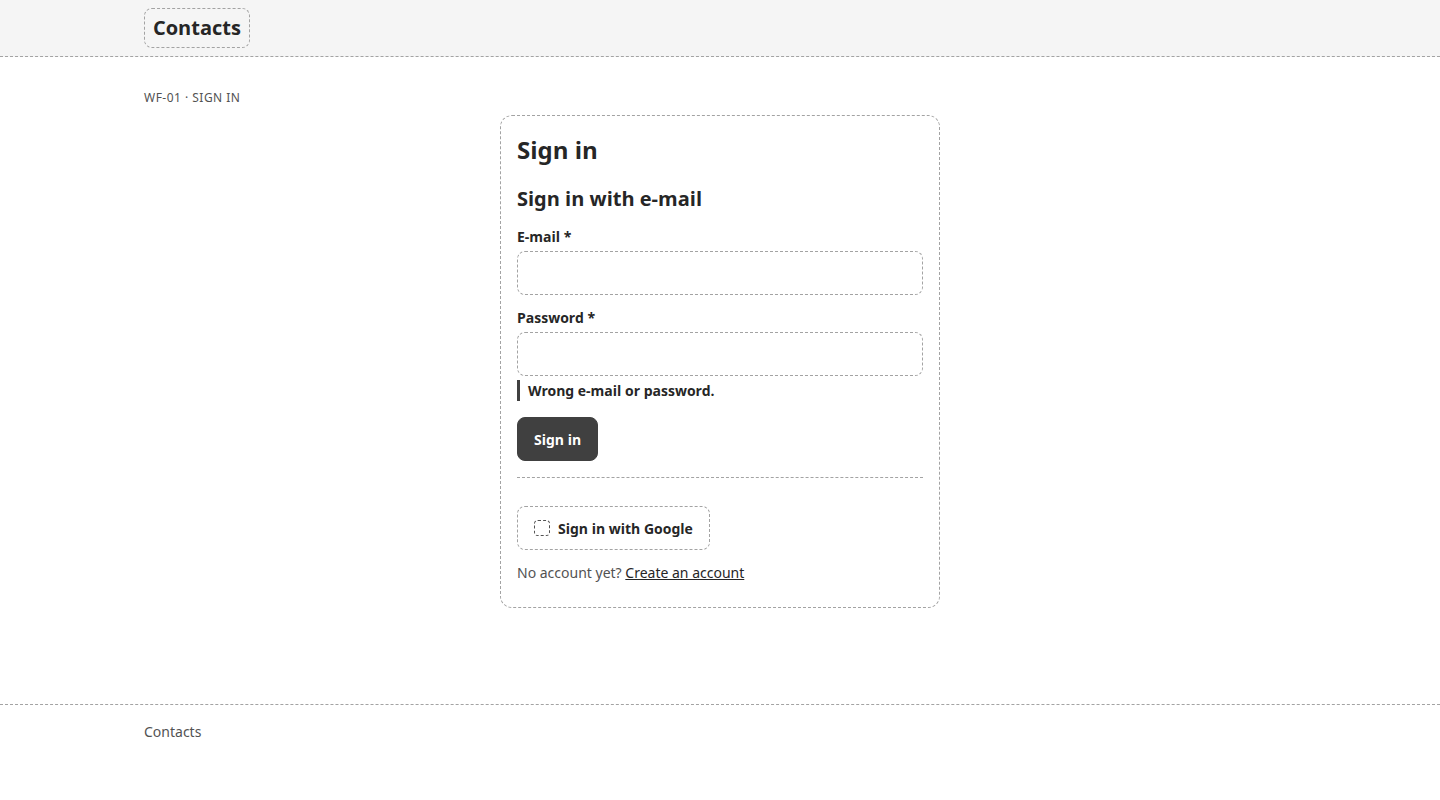 Contacts
WF-01 · SIGN IN
Sign in
Sign in with e-mail
E-mail *
Password *
Wrong e-mail or password.
Sign in
Sign in with Google
No account yet? Create an account
Contacts